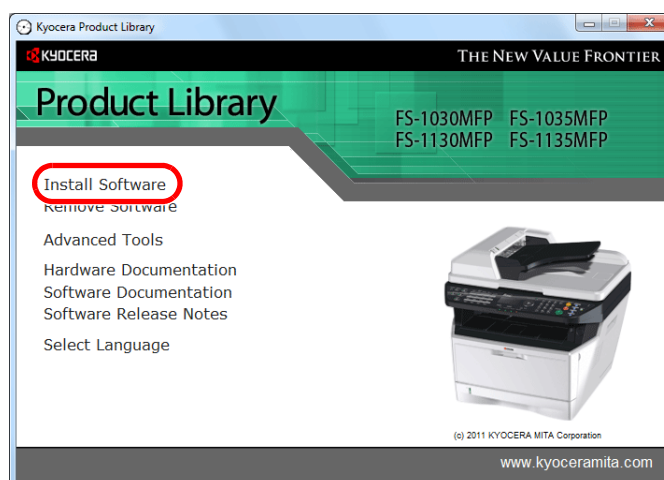 Kyocera Product Library
KYOCERA
THE NEW VALUE FRONTIER
Product Library
FS-1030MFP FS-1035MFP
FS-1130MFP FS-1135MFP
Install Software
Remove Software
Advanced Tools
Hardware Documentation
Software Documentation
Software Release Notes
Select Language
(c) 2011 KYOCERA MITA Corporation
www.kyoceramita.com